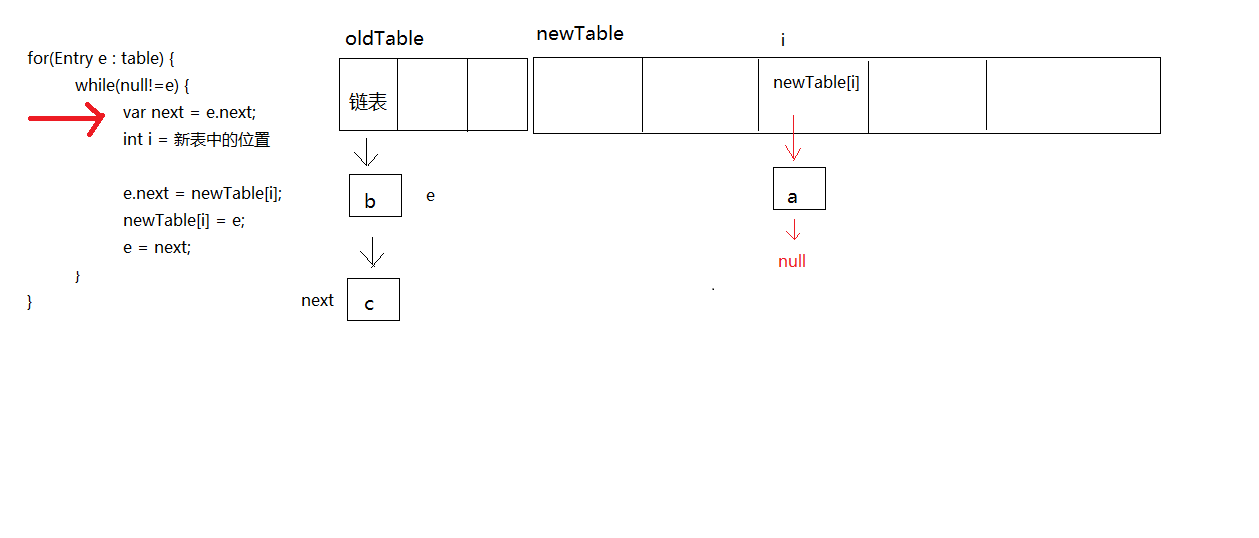 for(Entry e : table) {
while(null!=e) {
var next = e.next;
int i = 新表中的位置
e.next = newTable[i];
newTable[i] = e;
e = next;
}
}
oldTable
newTable
i
链表
newTable[i]
b
e
a
null
next
c